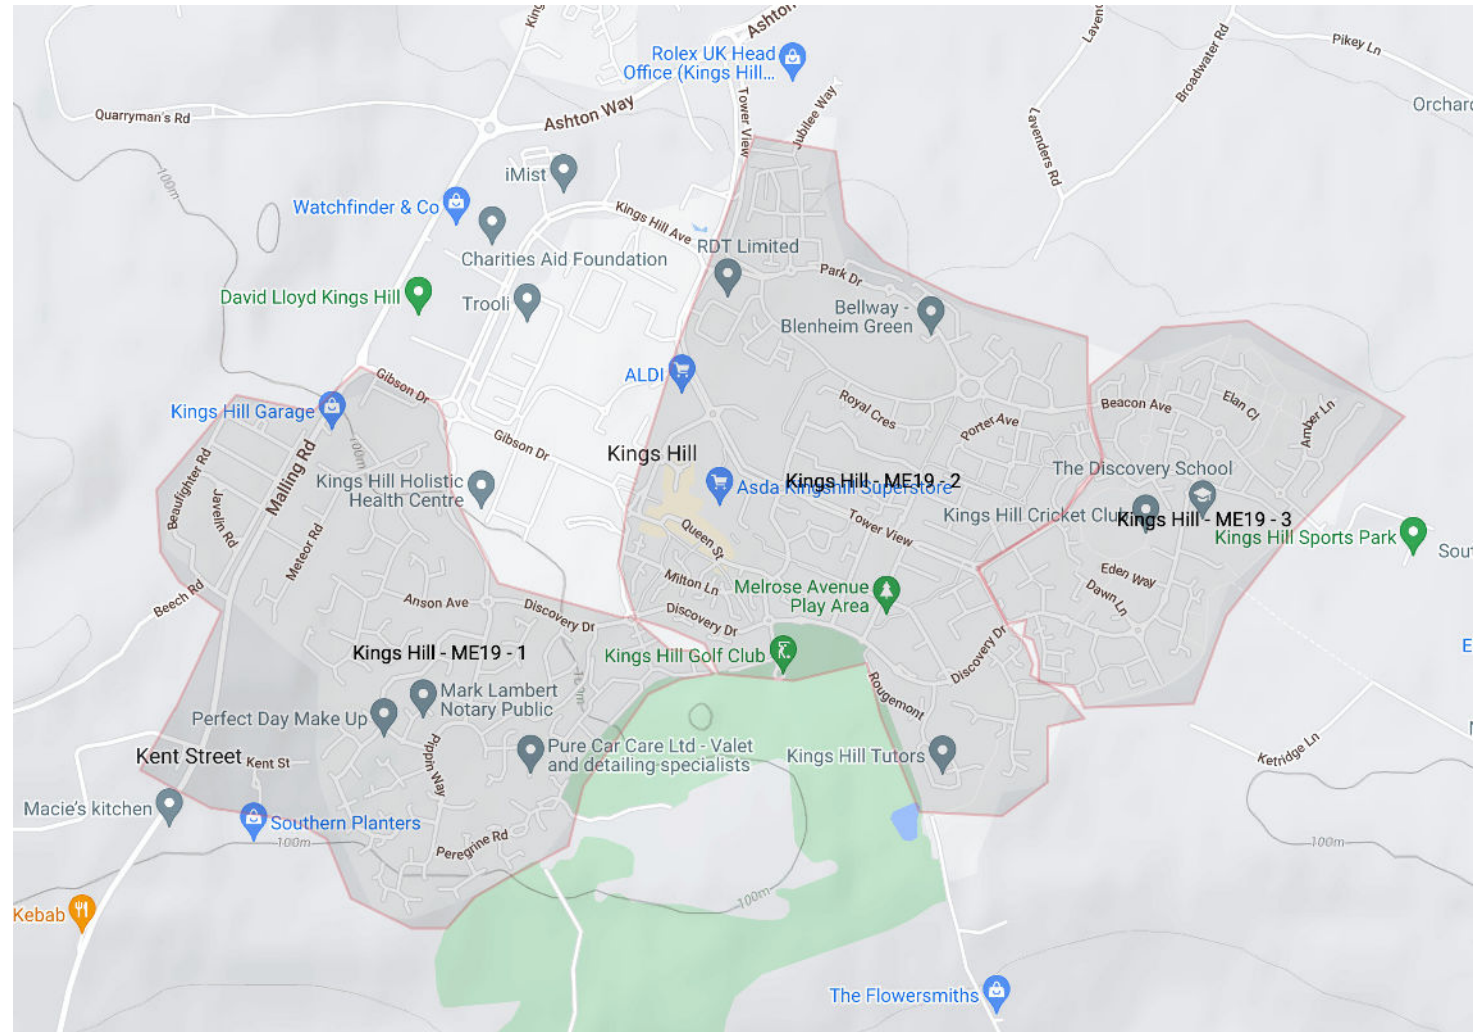 King
Ashton
Rolex UK Head
Office (Kings Hill...
Laven
Broadwater Rd
Pikey Ln
Orchard
Quarryman's Rd
Ashton Way
Tower View
Jubilee Way
Lavenders Rd
iMist
Watchfinder & Co
Kings Hill Ave
Charities Aid Foundation
RDT Limited
Park Dr
David Lloyd Kings Hill
Trooli
Bellway -
Blenheim Green
ALDI
Gibson Dr
Kings Hill Garage
Royal Cres
Porter Ave
Beacon Ave
Elan Cl
Amber Ln
100m
100m
Gibson Dr
Kings Hill
Malling Rd
Beaufighter Rd
Javelin Rd
Meteor Rd
Kings Hill Holistic
Health Centre
Kings Hill - ME19 - 2
Asda Kingshill Superstore
The Discovery School
Kings Hill Cricket Club
Kings Hill - ME19 - 3
Kings Hill Sports Park
Sou
Queen St
Tower View
Milton Ln
Melrose Avenue
Play Area
Eden Way
Dawn Ln
Beech Rd
Anson Ave
Discovery Dr
Discovery Dr
Discovery Dr
Kings Hill - ME19 - 1
Kings Hill Golf Club
E
100m
Mark Lambert
Notary Public
Perfect Day Make Up
Rougemont
Pippin Way
Pure Car Care Ltd - Valet
and detailing specialists
Kings Hill Tutors
Ketridge Ln
Kent Street
Kent St
Macie's kitchen
Southern Planters
100m
Peregrine Rd
100m
100m
Kebab
The Flowersmiths